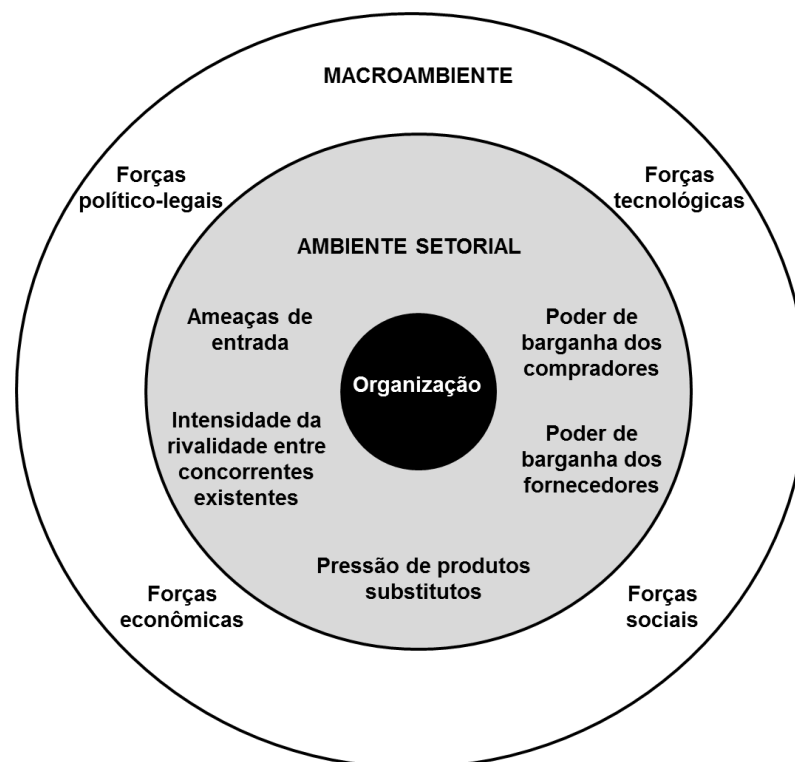 MACROAMBIENTE
Forças
político-legais
Forças
tecnológicas
AMBIENTE SETORIAL
Ameaças de
entrada
Poder de
barganha dos
compradores
Organização
Intensidade da
rivalidade entre
concorrentes
existentes
Poder de
barganha dos
fornecedores
Pressão de produtos
substitutos
Forças
econômicas
Forças
sociais